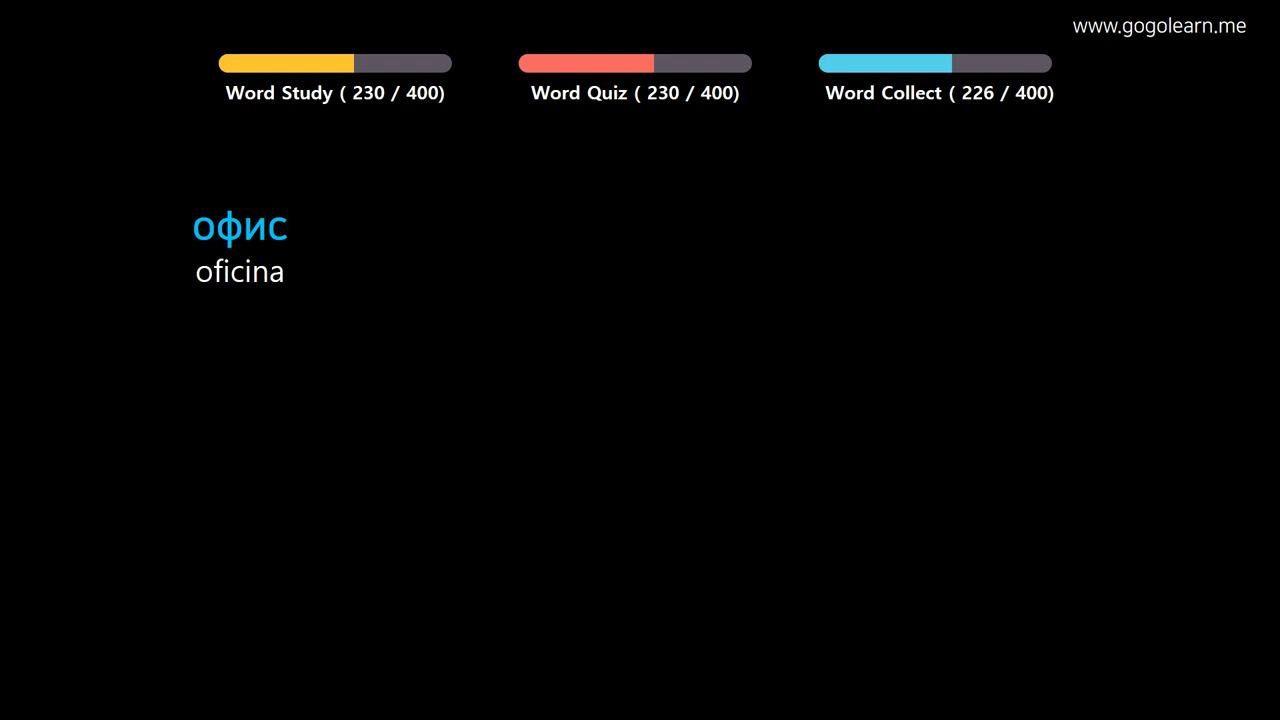 www.gogolearn.me
Word Study ( 230 / 400)
Word Quiz ( 230 / 400)
Word Collect ( 226 / 400)
офис
oficina